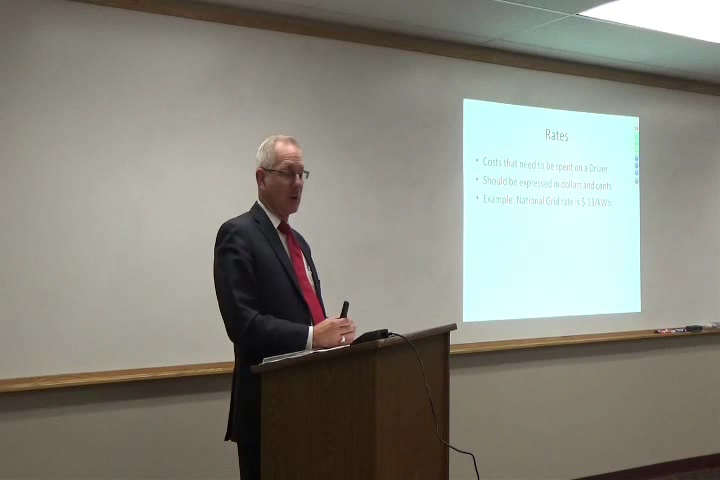 Rates
• Costs that need to be spent on a Driver
• Should be expressed in dollars and cents
• Example: National Grid rate is $.13/kWh